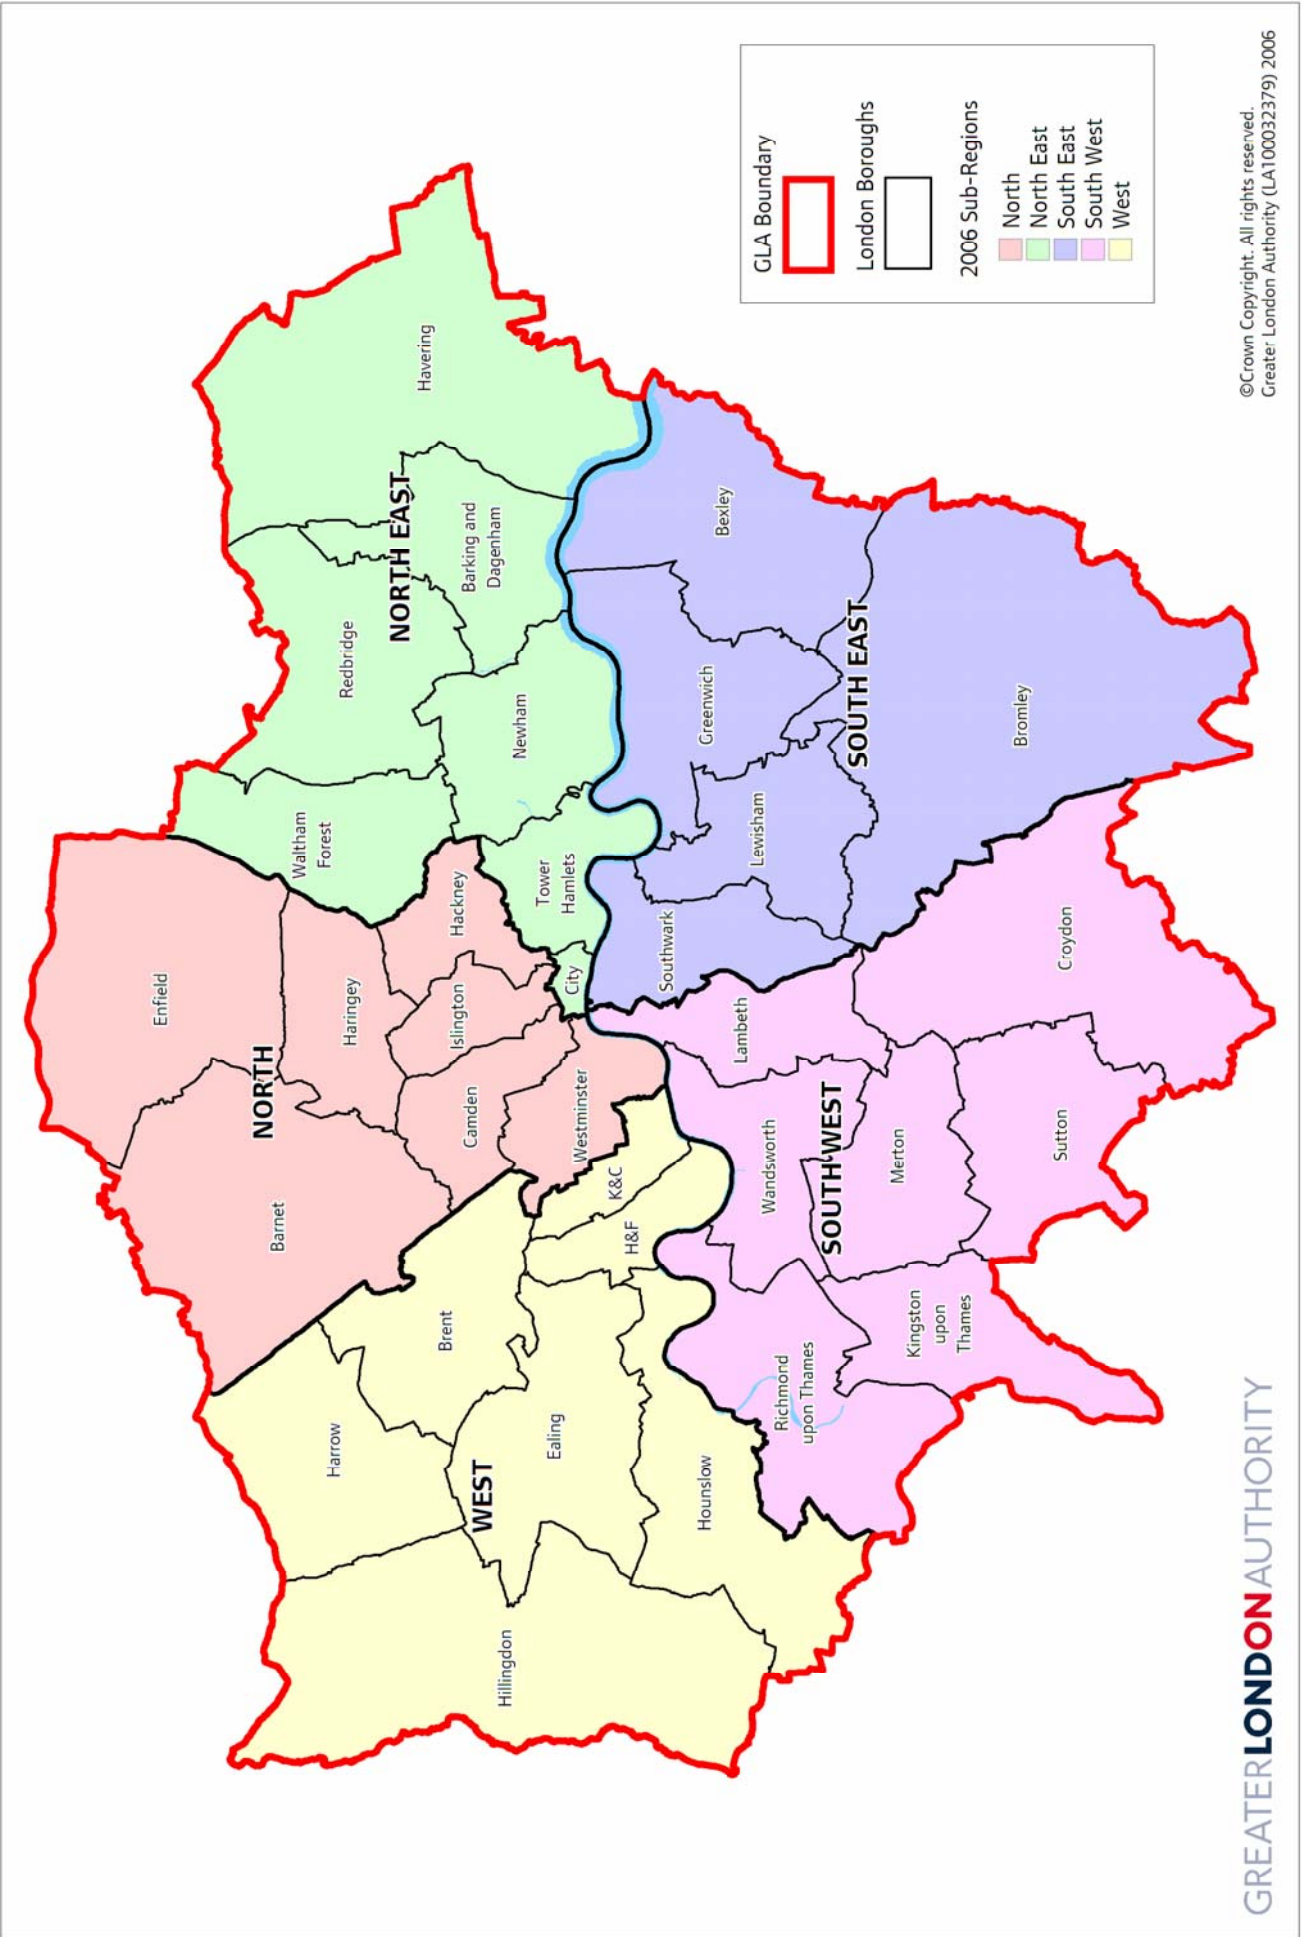 Enfield
NORTH
Barnet
Haringey
Waltham
Forest
Redbridge
NORTH EAST
Havering
Harrow
Brent
Camden
Islington
Hackney
Barking and
Dagenham
Hillingdon
WEST
Ealing
Westminster
City
Tower
Hamlets
Newham
K&C
H&F
Hounslow
Richmond
upon Thames
Wandsworth
SOUTH WEST
Lambeth
Southwark
Lewisham
Greenwich
Bexley
SOUTH EAST
Merton
Kingston
upon
Thames
Sutton
Croydon
Bromley
GLA Boundary
London Boroughs
2006 Sub-Regions
North
North East
South East
South West
West
GREATERLONDONAUTHORITY
©Crown Copyright. All rights reserved.
Greater London Authority (LA100032379) 2006